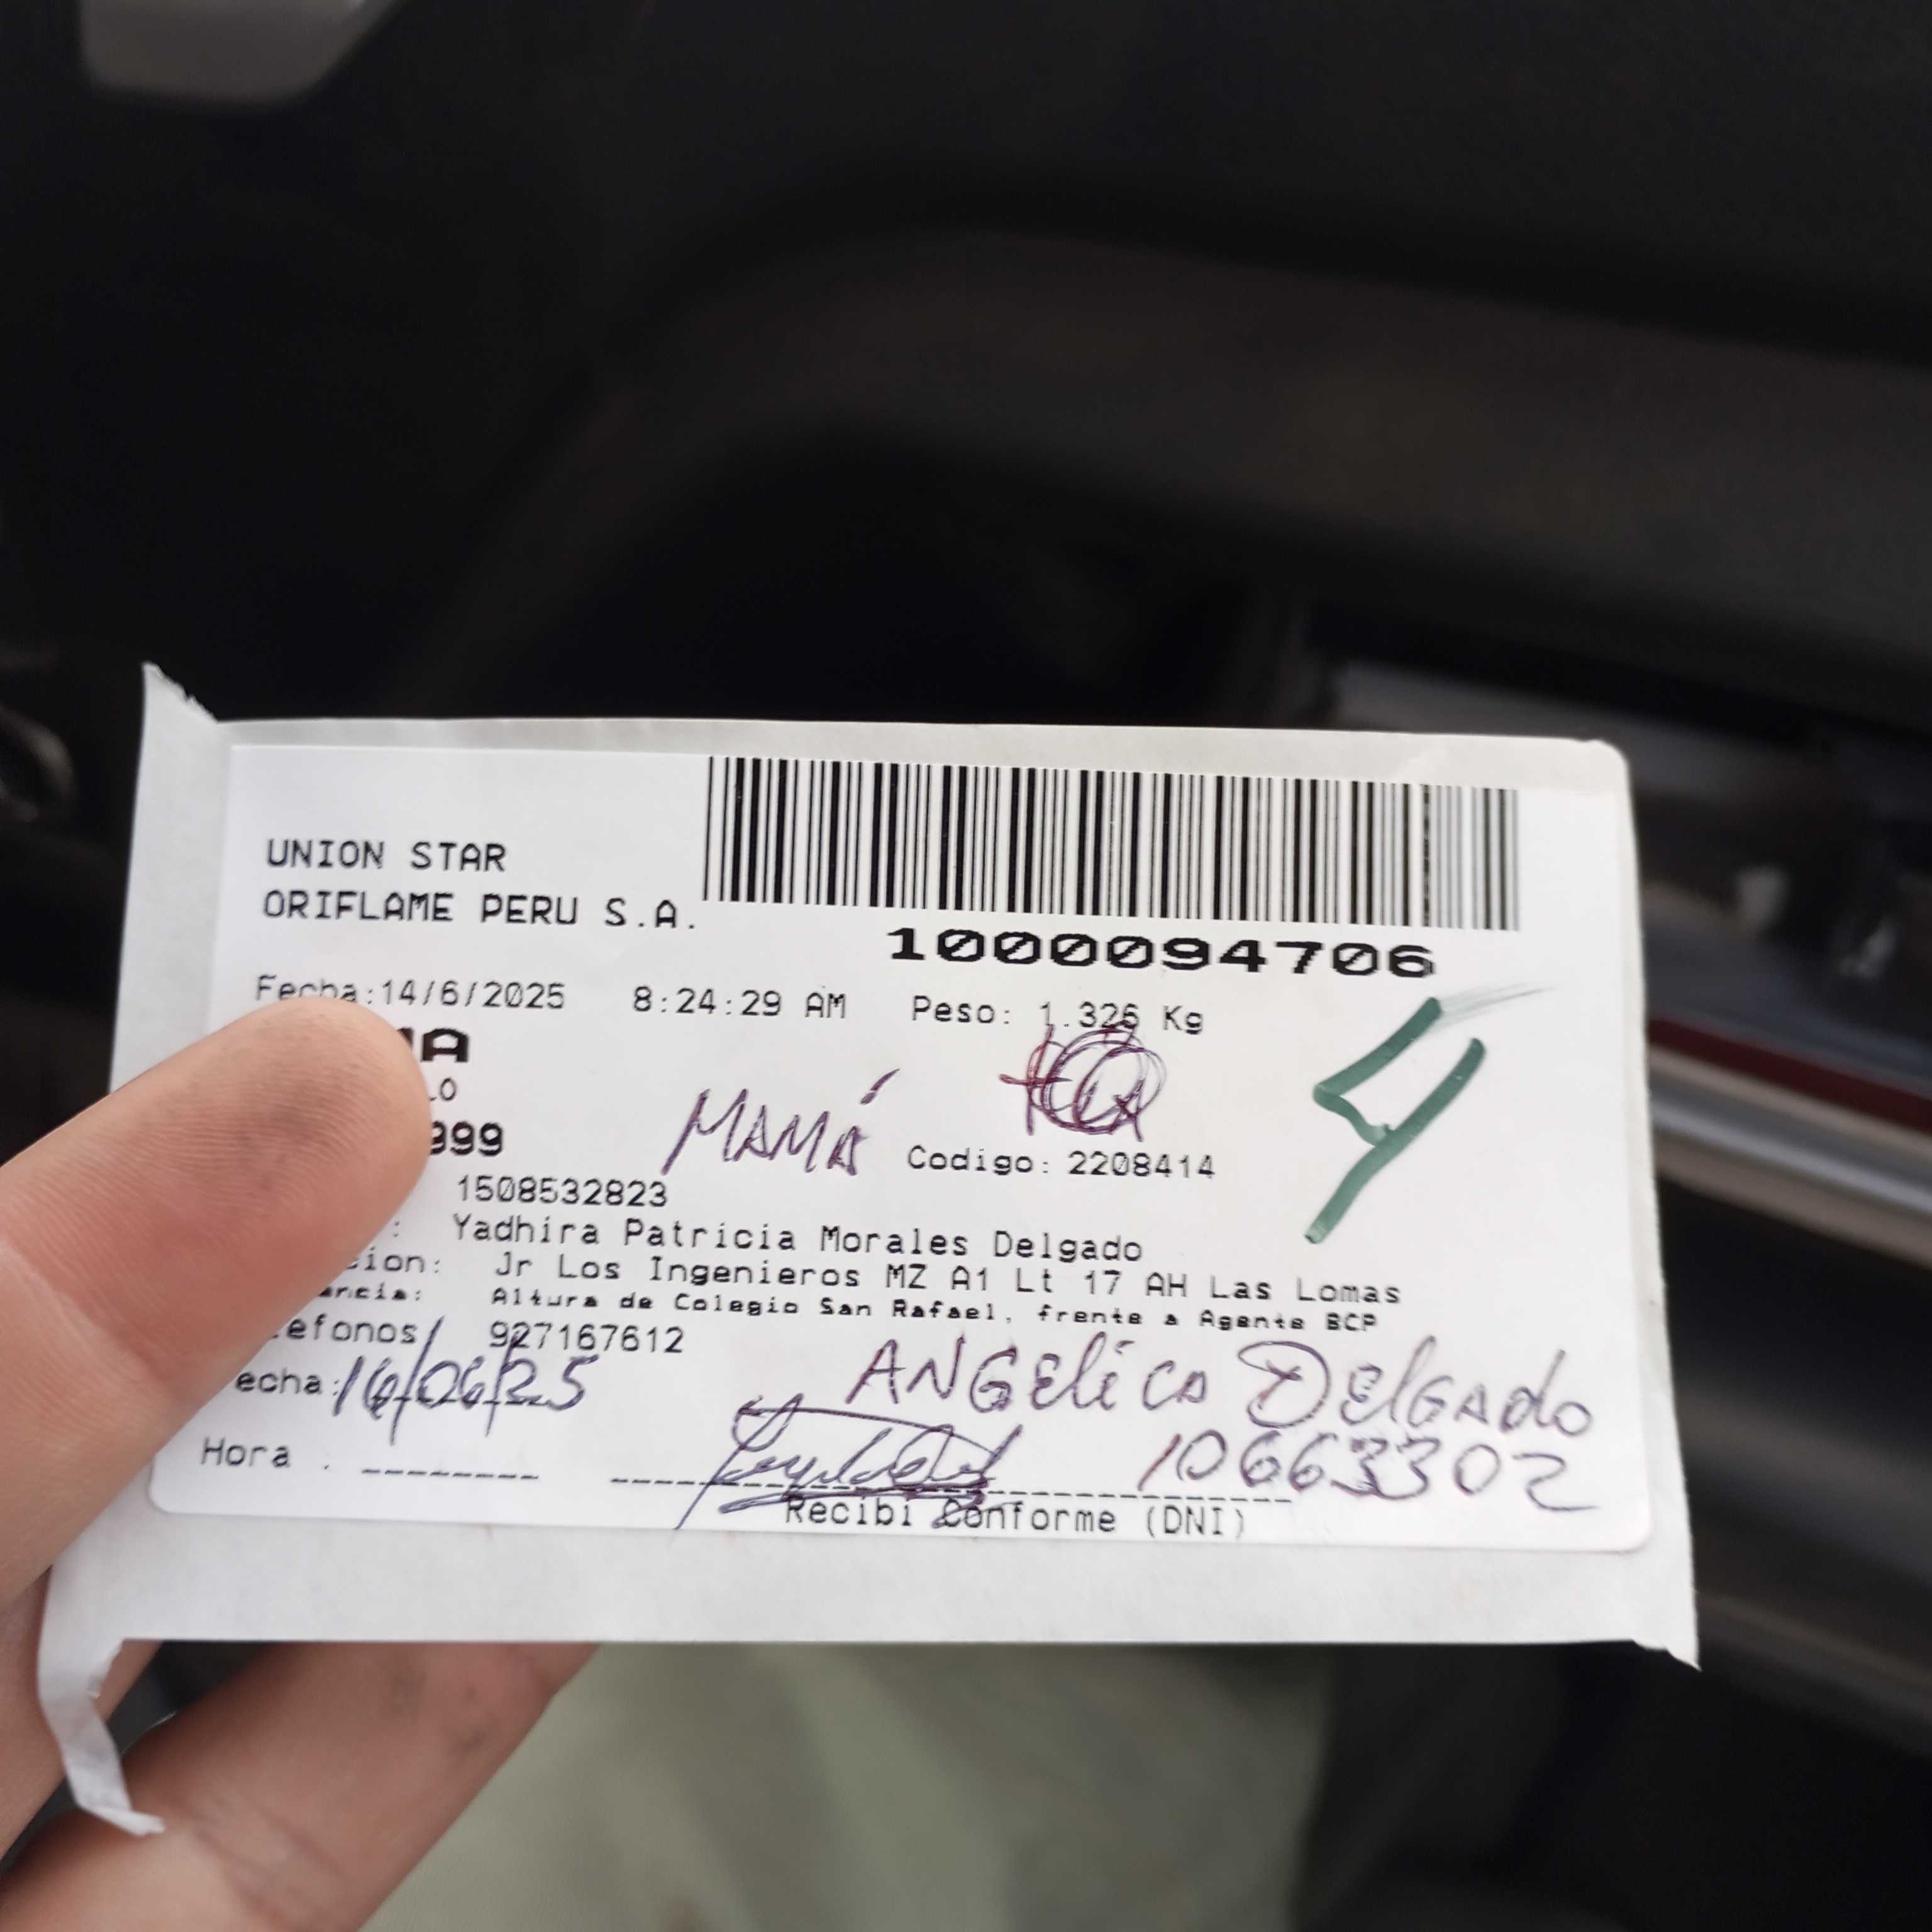 UNION STAR
ORIFLAME PERU S.A.
1000094706
Fecha:14/6/2025 8:24:29 AM Peso: 1.326 Kg
4
MAMÁ
Codigo: 2208414
1508532823
: Yadhira Patricia Morales Delgado
cion: Jr Los Ingenieros MZ A1 Lt 17 AH Las Lomas
ancia: Altura de Colegio San Rafael, frente a Agente BCP
efonos 927167612
echa: 16/06/25
ANGElicA DElGAdo
10663302
Hora .
Recibi Conforme (DNI)